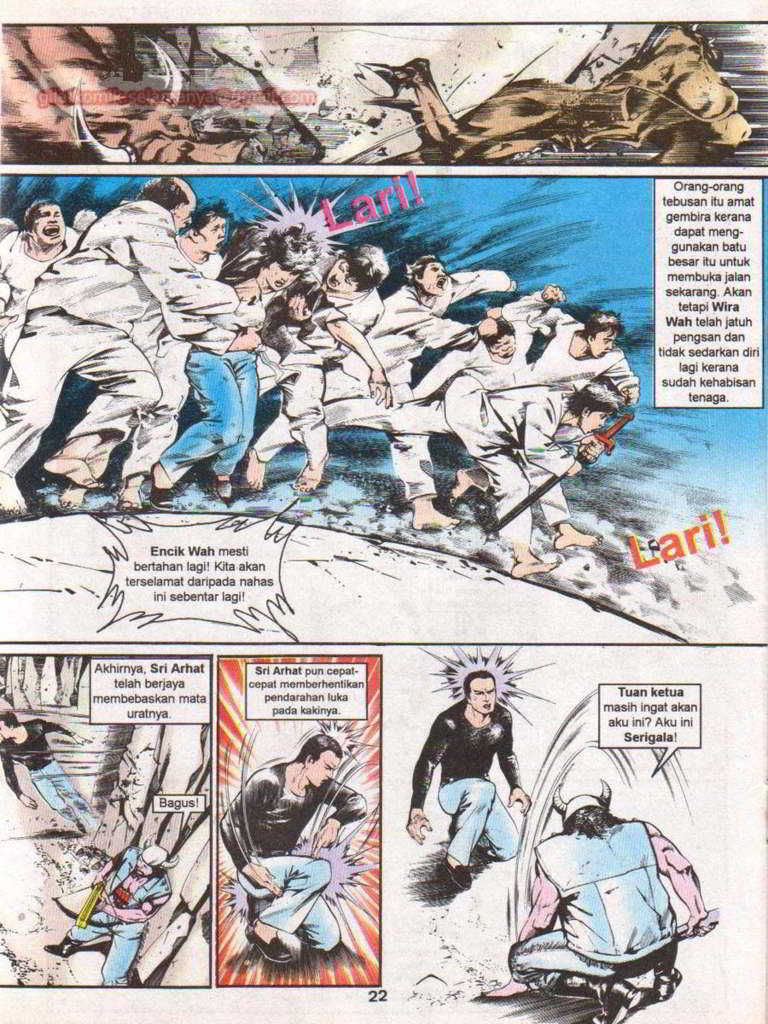 gilakomikselamanya@gmail.com
Lari!
Orang-orang
tebusan itu amat
gembira kerana
dapat meng-
gunakan batu
besar itu untuk
membuka jalan
sekarang. Akan
tetapi Wira
Wah telah jatuh
pengsan dan
tidak sedarkan diri
lagi kerana
sudah kehabisan
tenaga.
Lari!
Encik Wah mesti
bertahan lagi! Kita akan
terselamat daripada nahas
ini sebentar lagi!
Akhirnya, Sri Arhat
telah berjaya
membebaskan mata
uratnya.
Bagus!
Sri Arhat pun cepat-
cepat memberhentikan
pendarahan luka
pada kakinya.
Tuan ketua
masih ingat akan
aku ini? Aku ini
Serigala!
22